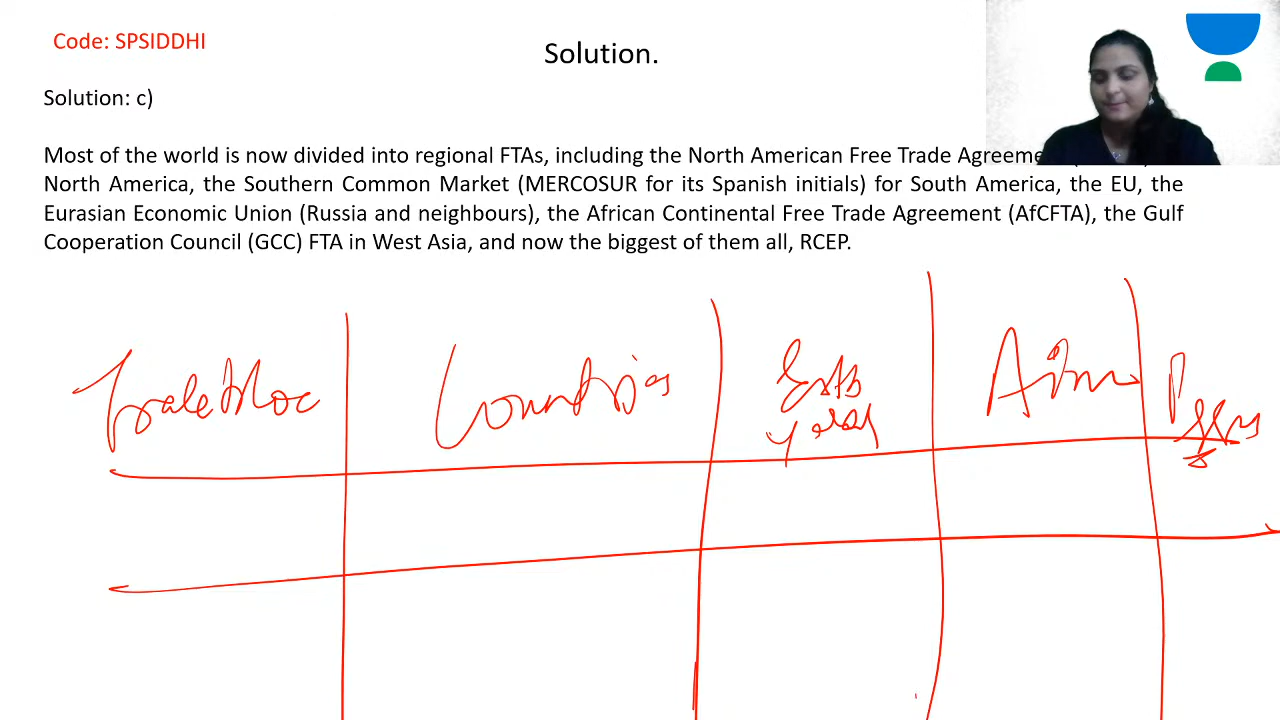 Code: SPSIDDHI
Solution.
Solution: c)
Most of the world is now divided into regional FTAs, including the North American Free Trade
North America, the Southern Common Market (MERCOSUR for its Spanish initials) for South America, the EU, the
Eurasian Economic Union (Russia and neighbours), the African Continental Free Trade Agreement (AfCFTA), the Gulf
Cooperation Council (GCC) FTA in West Asia, and now the biggest of them all, RCEP.
Trade bloc Countries Estb Aim
year